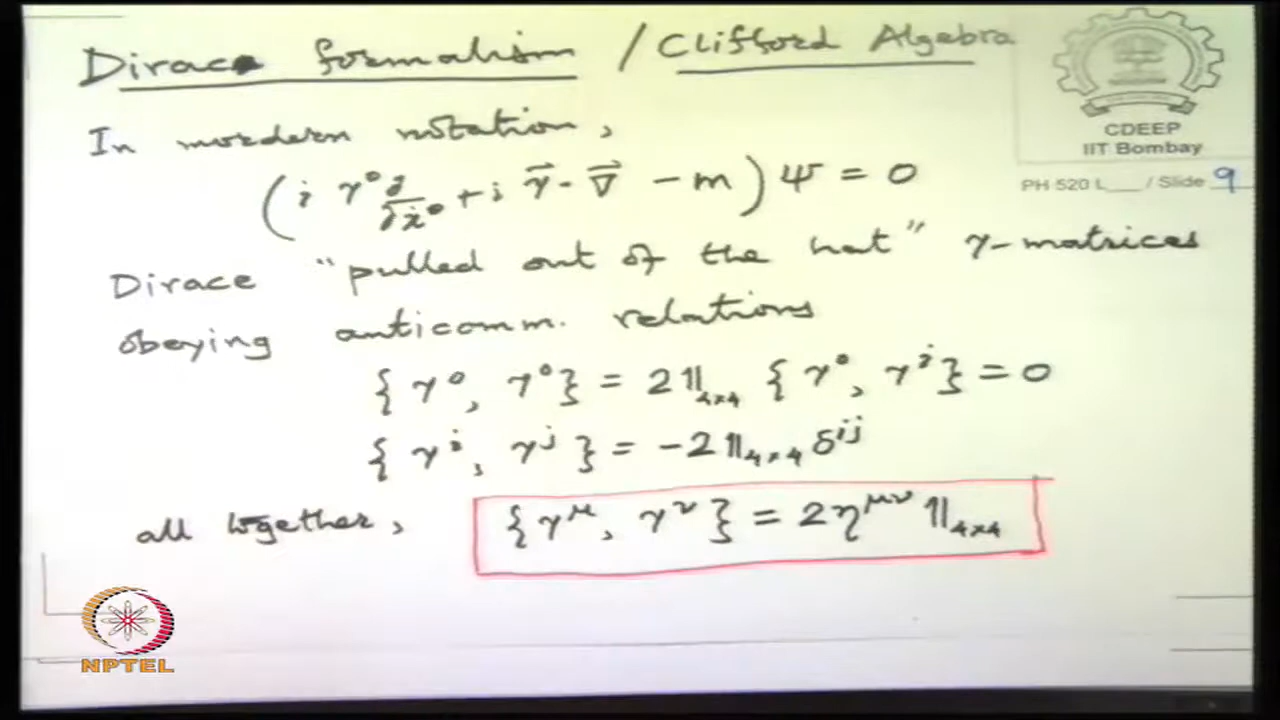 Dirac formalism / Clifford Algebra
CDEEP
IIT Bombay
PH 520 L___ / Slide 9
In mordern notation,
(i γ⁰ ∂/∂x⁰ + i γ⃗ · ∇⃗ − m) Ψ = 0
Dirace "pulled out of the hat" γ-matrices
obeying anticomm. relations
{γ⁰, γ⁰} = 2 𝟙₄ₓ₄ {γ⁰, γⁱ} = 0
{γⁱ, γʲ} = −2 𝟙₄ₓ₄ δⁱʲ
all together, {γ^μ, γ^ν} = 2η^μν 𝟙₄ₓ₄
NPTEL